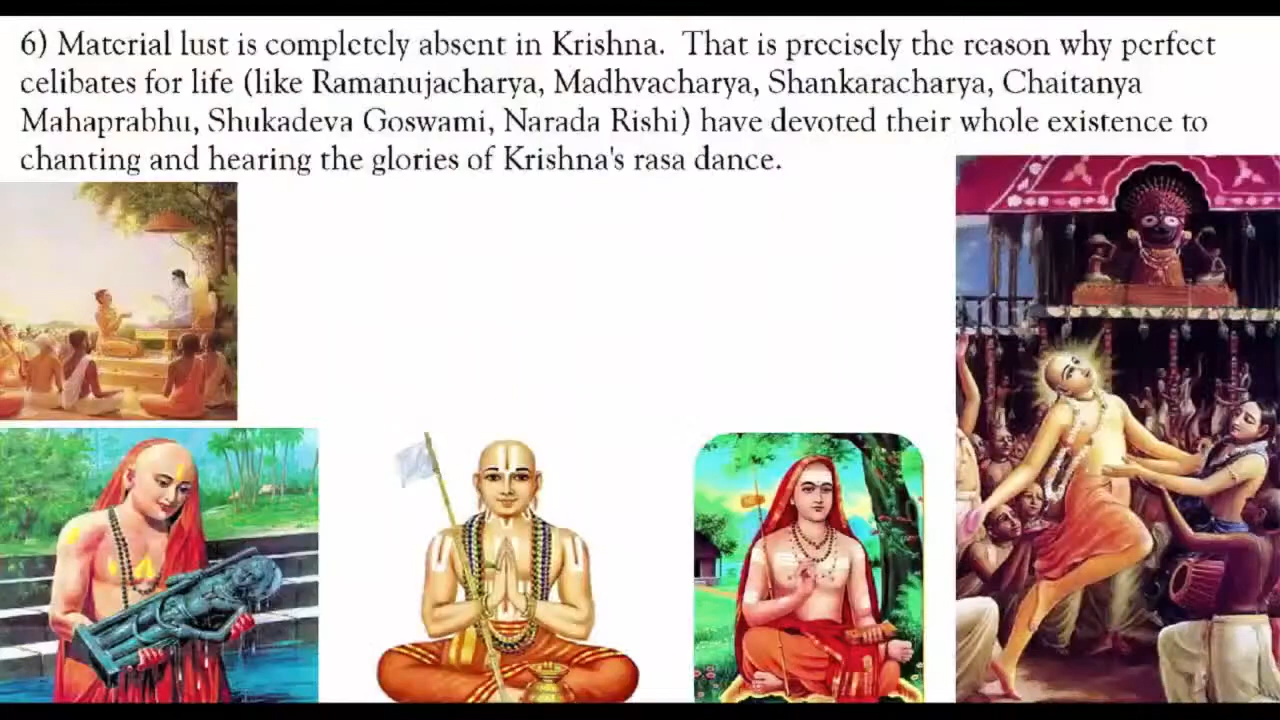 6) Material lust is completely absent in Krishna. That is precisely the reason why perfect
celibates for life (like Ramanujacharya, Madhvacharya, Shankaracharya, Chaitanya
Mahaprabhu, Shukadeva Goswami, Narada Rishi) have devoted their whole existence to
chanting and hearing the glories of Krishna's rasa dance.